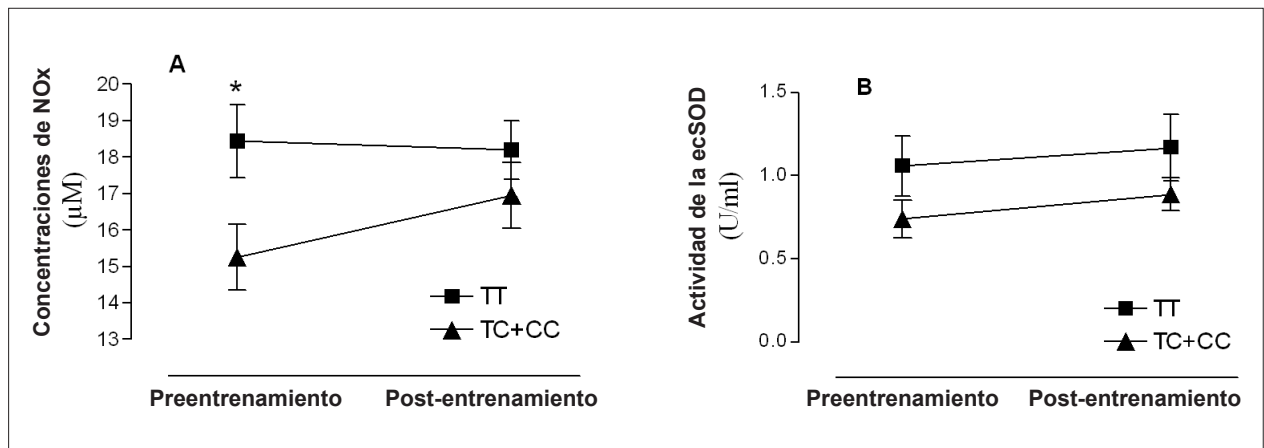 A
Concentraciones de NOx
(μM)
20
19
18
17
16
15
14
13
*
TT
TC+CC
Preentrenamiento
Post-entrenamiento
B
Actividad de la ecSOD
(U/ml)
1.5
1.0
0.5
0.0
TT
TC+CC
Preentrenamiento
Post-entrenamiento